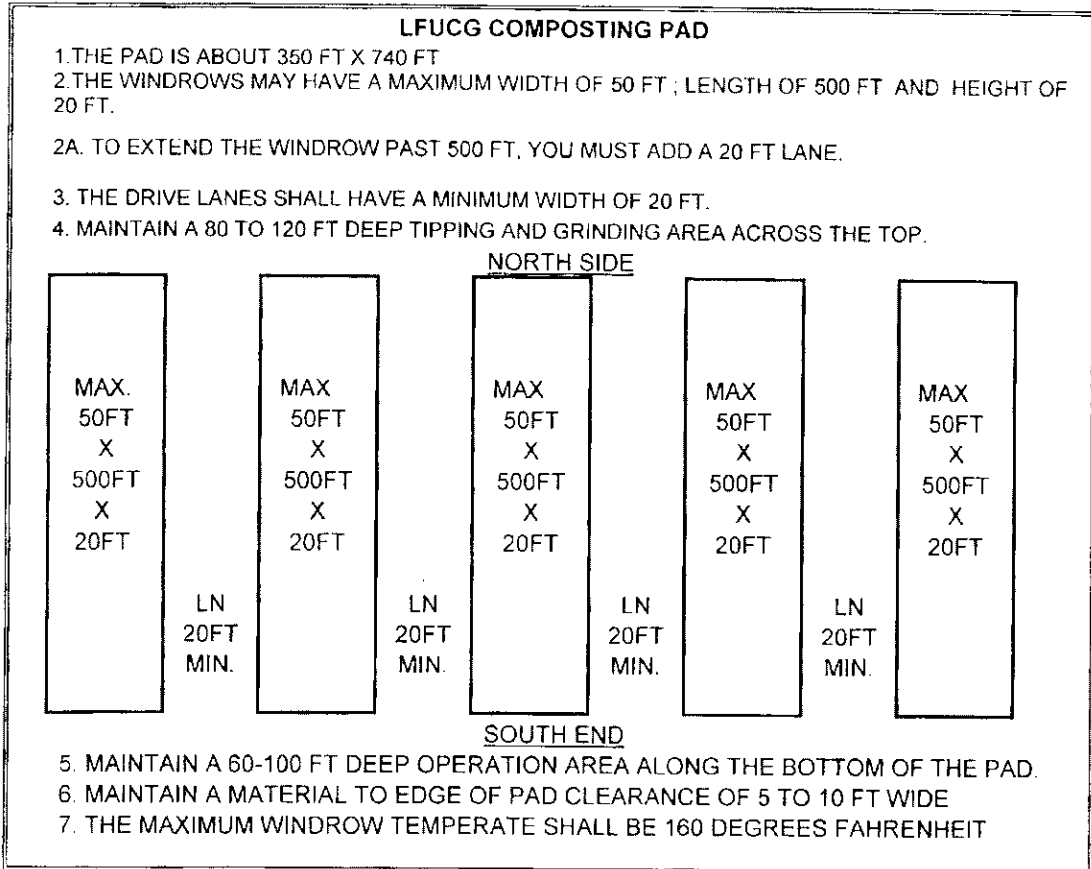 LFUCG COMPOSTING PAD
1.THE PAD IS ABOUT 350 FT X 740 FT
2.THE WINDROWS MAY HAVE A MAXIMUM WIDTH OF 50 FT ; LENGTH OF 500 FT AND HEIGHT OF
20 FT.
2A. TO EXTEND THE WINDROW PAST 500 FT, YOU MUST ADD A 20 FT LANE.
3. THE DRIVE LANES SHALL HAVE A MINIMUM WIDTH OF 20 FT.
4. MAINTAIN A 80 TO 120 FT DEEP TIPPING AND GRINDING AREA ACROSS THE TOP.
NORTH SIDE
MAX.
50FT
X
500FT
X
20FT
MAX
50FT
X
500FT
X
20FT
MAX
50FT
X
500FT
X
20FT
MAX
50FT
X
500FT
X
20FT
MAX
50FT
X
500FT
X
20FT
LN
20FT
MIN.
LN
20FT
MIN.
LN
20FT
MIN.
LN
20FT
MIN.
SOUTH END
5. MAINTAIN A 60-100 FT DEEP OPERATION AREA ALONG THE BOTTOM OF THE PAD.
6. MAINTAIN A MATERIAL TO EDGE OF PAD CLEARANCE OF 5 TO 10 FT WIDE
7. THE MAXIMUM WINDROW TEMPERATE SHALL BE 160 DEGREES FAHRENHEIT